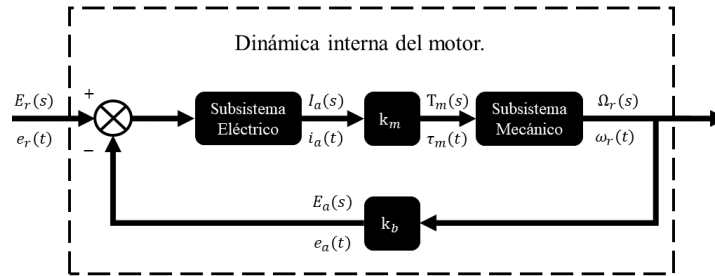 Dinámica interna del motor.
E_r(s)
e_r(t)
+
−
Subsistema
Eléctrico
I_a(s)
i_a(t)
k_m
T_m(s)
τ_m(t)
Subsistema
Mecánico
Ω_r(s)
ω_r(t)
E_a(s)
e_a(t)
k_b